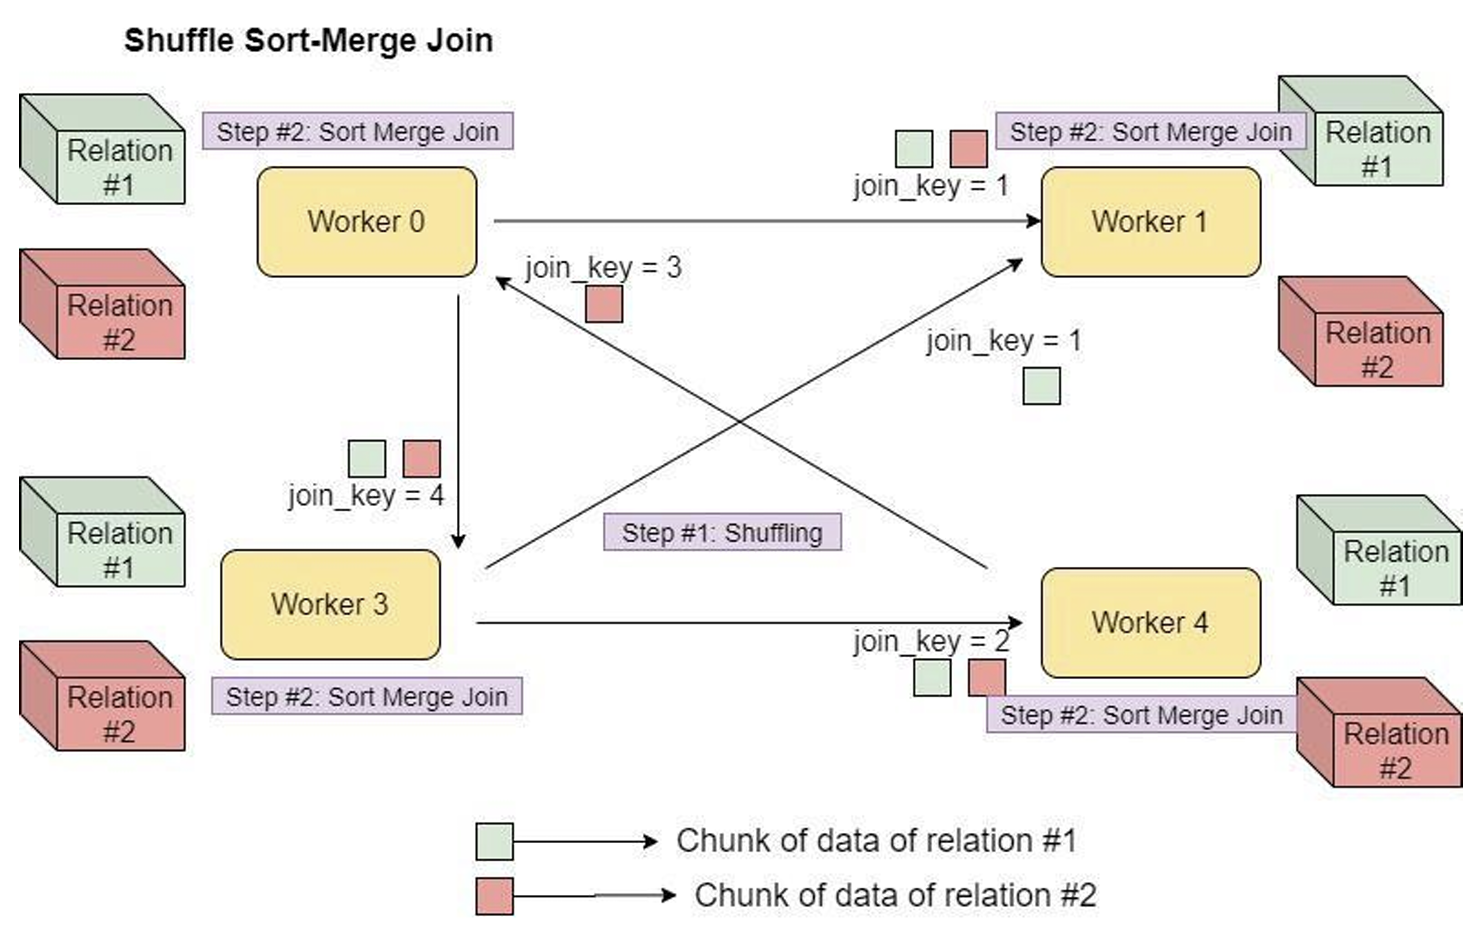 Shuffle Sort-Merge Join
Relation
#1
Step #2: Sort Merge Join
Step #2: Sort Merge Join
Relation
#1
join_key = 1
Worker 0
Worker 1
join_key = 3
Relation
#2
join_key = 1
Relation
#2
join_key = 4
Relation
#1
Step #1: Shuffling
Relation
#1
Worker 3
Worker 4
join_key = 2
Relation
#2
Step #2: Sort Merge Join
Step #2: Sort Merge Join
Relation
#2
Chunk of data of relation #1
Chunk of data of relation #2